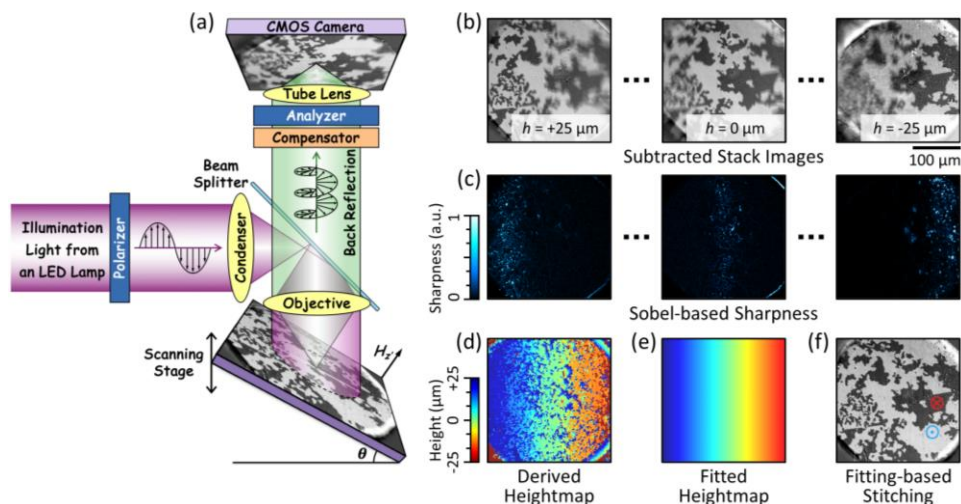 (a)
CMOS Camera
Tube Lens
Analyzer
Compensator
Beam
Splitter
Back Reflection
Illumination
Light from
an LED Lamp
Polarizer
Condenser
Objective
Scanning
Stage
H_z'
θ
(b)
h = +25 μm
...
h = 0 μm
...
h = -25 μm
Subtracted Stack Images
100 μm
(c)
Sharpness (a.u.)
1
0
...
...
Sobel-based Sharpness
(d)
(e)
(f)
Height (μm)
+25
0
-25
Derived
Heightmap
Fitted
Heightmap
Fitting-based
Stitching